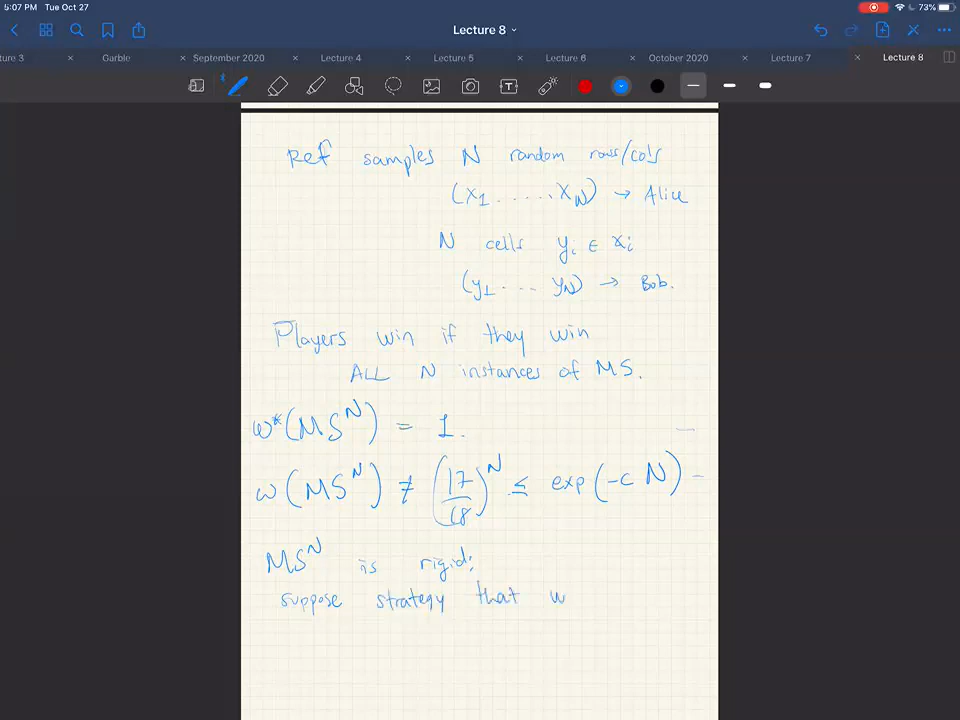 5:07 PM Tue Oct 27
73%
Lecture 8
ure 3 Garble × September 2020 × Lecture 4 × Lecture 5 × Lecture 6 × October 2020 × Lecture 7 × Lecture 8
Ref samples N random rows/cols
(x1 ..... xN) → Alice
N cells yi ∈ xi
(y1 ... yN) → Bob.
Players win if they win
ALL N instances of MS.
ω*(MS^N) = 1.
ω(MS^N) ≠ (17/18)^N ≤ exp(-c N)
MS^N is rigid:
suppose strategy that w